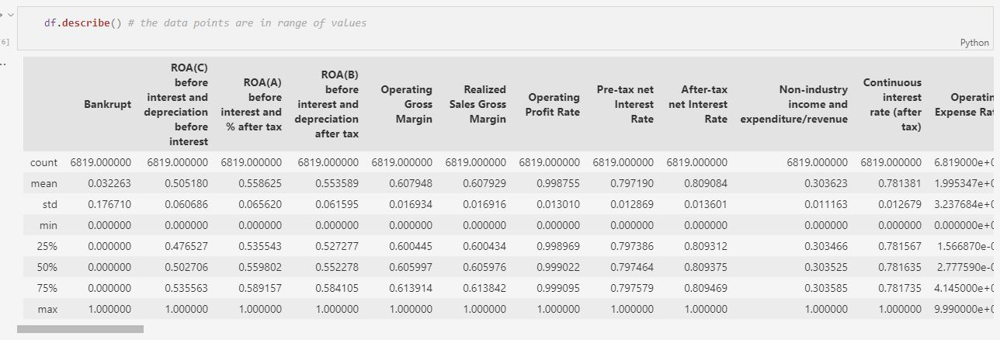 df.describe() # the data points are in range of values
[6]
Python
Bankrupt ROA(C) before interest and depreciation before interest ROA(A) before interest and % after tax ROA(B) before interest and depreciation after tax Operating Gross Margin Realized Sales Gross Margin Operating Profit Rate Pre-tax net Interest Rate After-tax net Interest Rate Non-industry income and expenditure/revenue Continuous interest rate (after tax) Expense
count 6819.000000 6819.000000 6819.000000 6819.000000 6819.000000 6819.000000 6819.000000 6819.000000 6819.000000 6819.000000 6819.000000 6.819000e+0
mean 0.032263 0.505180 0.558625 0.553589 0.607948 0.607929 0.998755 0.797190 0.809084 0.303623 0.781381 1.995347e+0
std 0.176710 0.060686 0.065620 0.061595 0.016934 0.016916 0.013010 0.012869 0.013601 0.011163 0.012679 3.237684e+0
min 0.000000 0.000000 0.000000 0.000000 0.000000 0.000000 0.000000 0.000000 0.000000 0.000000 0.000000 0.000000e+0
25% 0.000000 0.476527 0.535543 0.527277 0.600445 0.600434 0.998969 0.797386 0.809312 0.303466 0.781567 1.566870e-0
50% 0.000000 0.502706 0.559802 0.552278 0.605997 0.605976 0.999022 0.797464 0.809375 0.303525 0.781635 2.777590e-0
75% 0.000000 0.535563 0.589157 0.584105 0.613914 0.613842 0.999095 0.797579 0.809469 0.303585 0.781735 4.145000e+0
max 1.000000 1.000000 1.000000 1.000000 1.000000 1.000000 1.000000 1.000000 1.000000 1.000000 1.000000 9.990000e+0